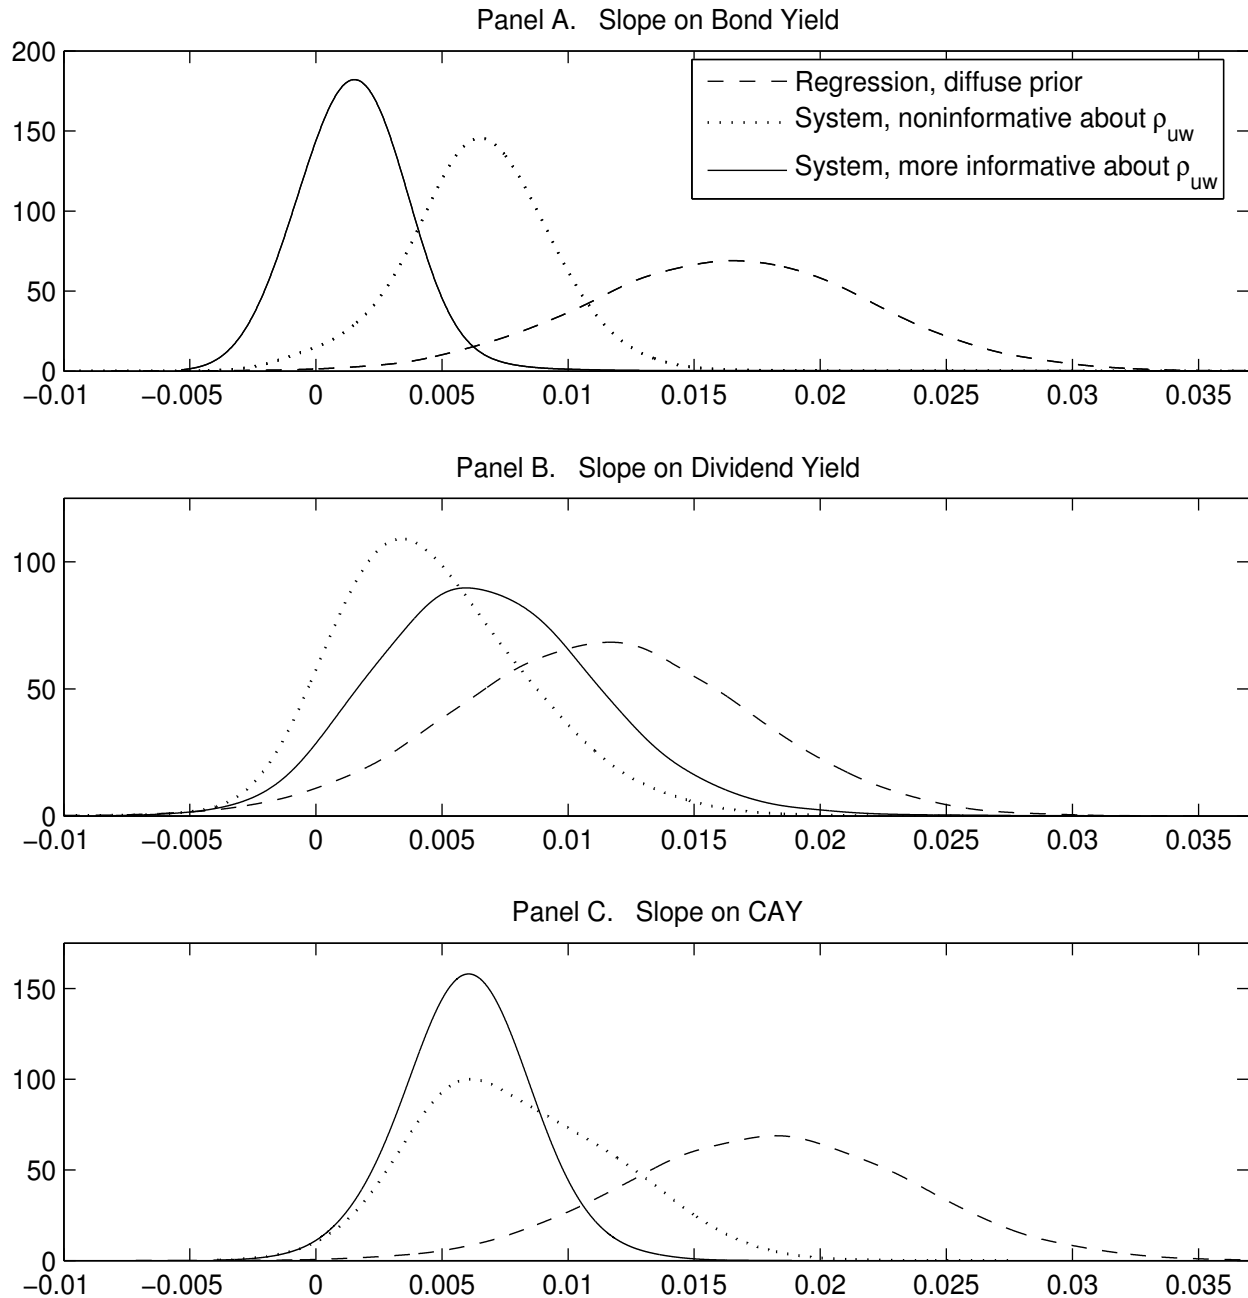 Panel A. Slope on Bond Yield
200
150
100
50
0
Regression, diffuse prior
System, noninformative about ρuw
System, more informative about ρuw
−0.01 −0.005 0 0.005 0.01 0.015 0.02 0.025 0.03 0.035
Panel B. Slope on Dividend Yield
100
50
0
−0.01 −0.005 0 0.005 0.01 0.015 0.02 0.025 0.03 0.035
Panel C. Slope on CAY
150
100
50
0
−0.01 −0.005 0 0.005 0.01 0.015 0.02 0.025 0.03 0.035